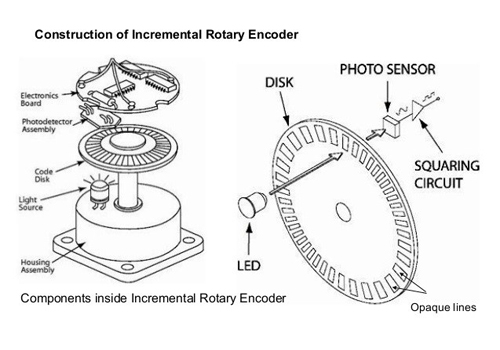 Construction of Incremental Rotary Encoder
Electronics
Board
Photodetector
Assembly
Code
Disk
Light
Source
Housing
Assembly
Components inside Incremental Rotary Encoder
DISK
PHOTO SENSOR
SQUARING
CIRCUIT
LED
Opaque lines